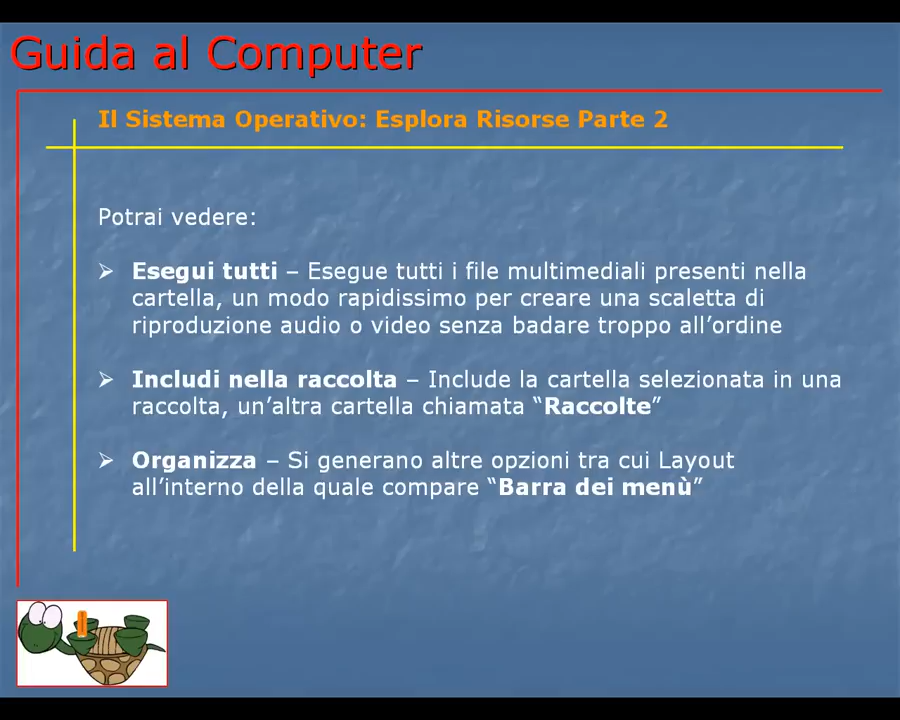 Guida al Computer
Il Sistema Operativo: Esplora Risorse Parte 2
Potrai vedere:
➢ Esegui tutti – Esegue tutti i file multimediali presenti nella
cartella, un modo rapidissimo per creare una scaletta di
riproduzione audio o video senza badare troppo all’ordine
➢ Includi nella raccolta – Include la cartella selezionata in una
raccolta, un’altra cartella chiamata “Raccolte”
➢ Organizza – Si generano altre opzioni tra cui Layout
all’interno della quale compare “Barra dei menù”